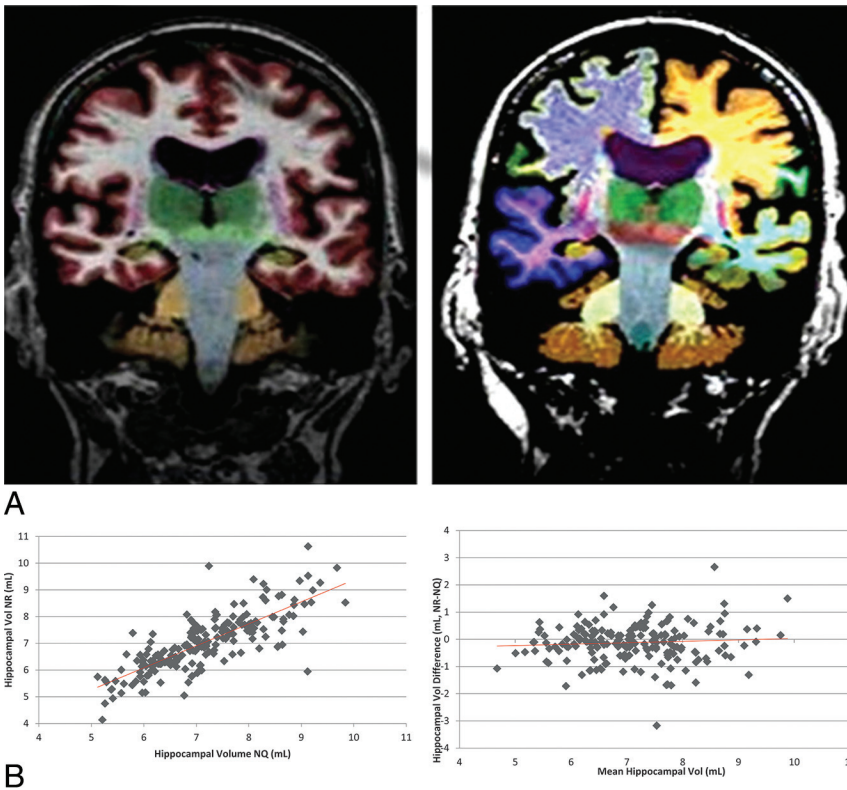 A
11
10
9
8
7
6
5
4
Hippocampal Vol NR (mL)
4 5 6 7 8 9 10 11
Hippocampal Volume NQ (mL)
4
3
2
1
0
-1
-2
-3
-4
Hippocampal Vol Difference (mL, NR-NQ)
4 5 6 7 8 9 10
Mean Hippocampal Vol (mL)
B